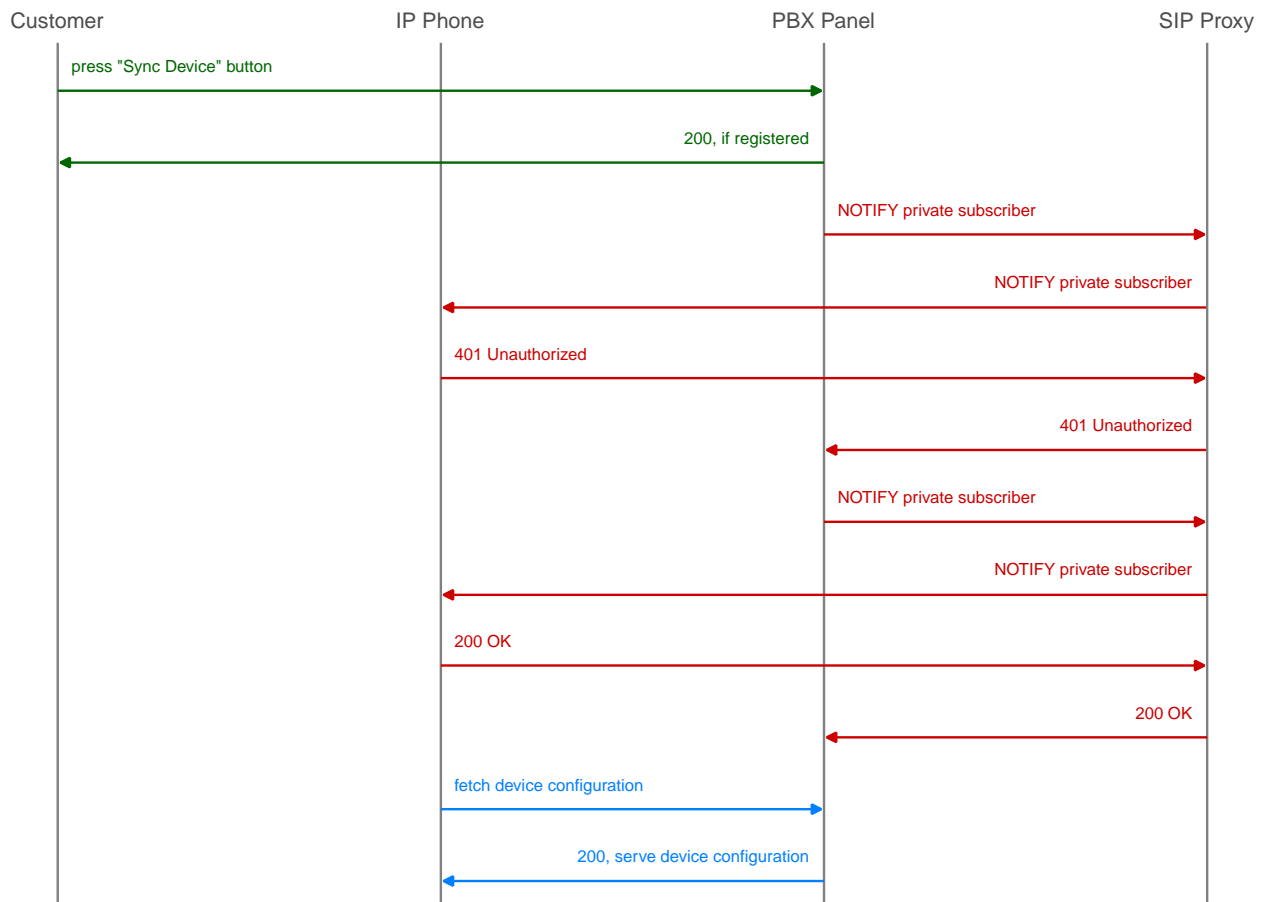 Customer
IP Phone
PBX Panel
SIP Proxy
press "Sync Device" button
200, if registered
NOTIFY private subscriber
NOTIFY private subscriber
401 Unauthorized
401 Unauthorized
NOTIFY private subscriber
NOTIFY private subscriber
200 OK
200 OK
fetch device configuration
200, serve device configuration